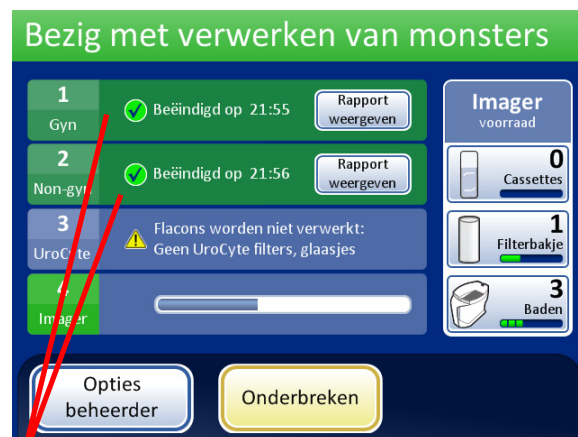 Bezig met verwerken van monsters
1
Gyn
Beëindigd op 21:55
Rapport
weergeven
2
Non-gyn
Beëindigd op 21:56
Rapport
weergeven
3
UroCyte
Flacons worden niet verwerkt:
Geen UroCyte filters, glaasjes
4
Imager
Imager
voorraad
0
Cassettes
1
Filterbakje
3
Baden
Opties
beheerder
Onderbreken